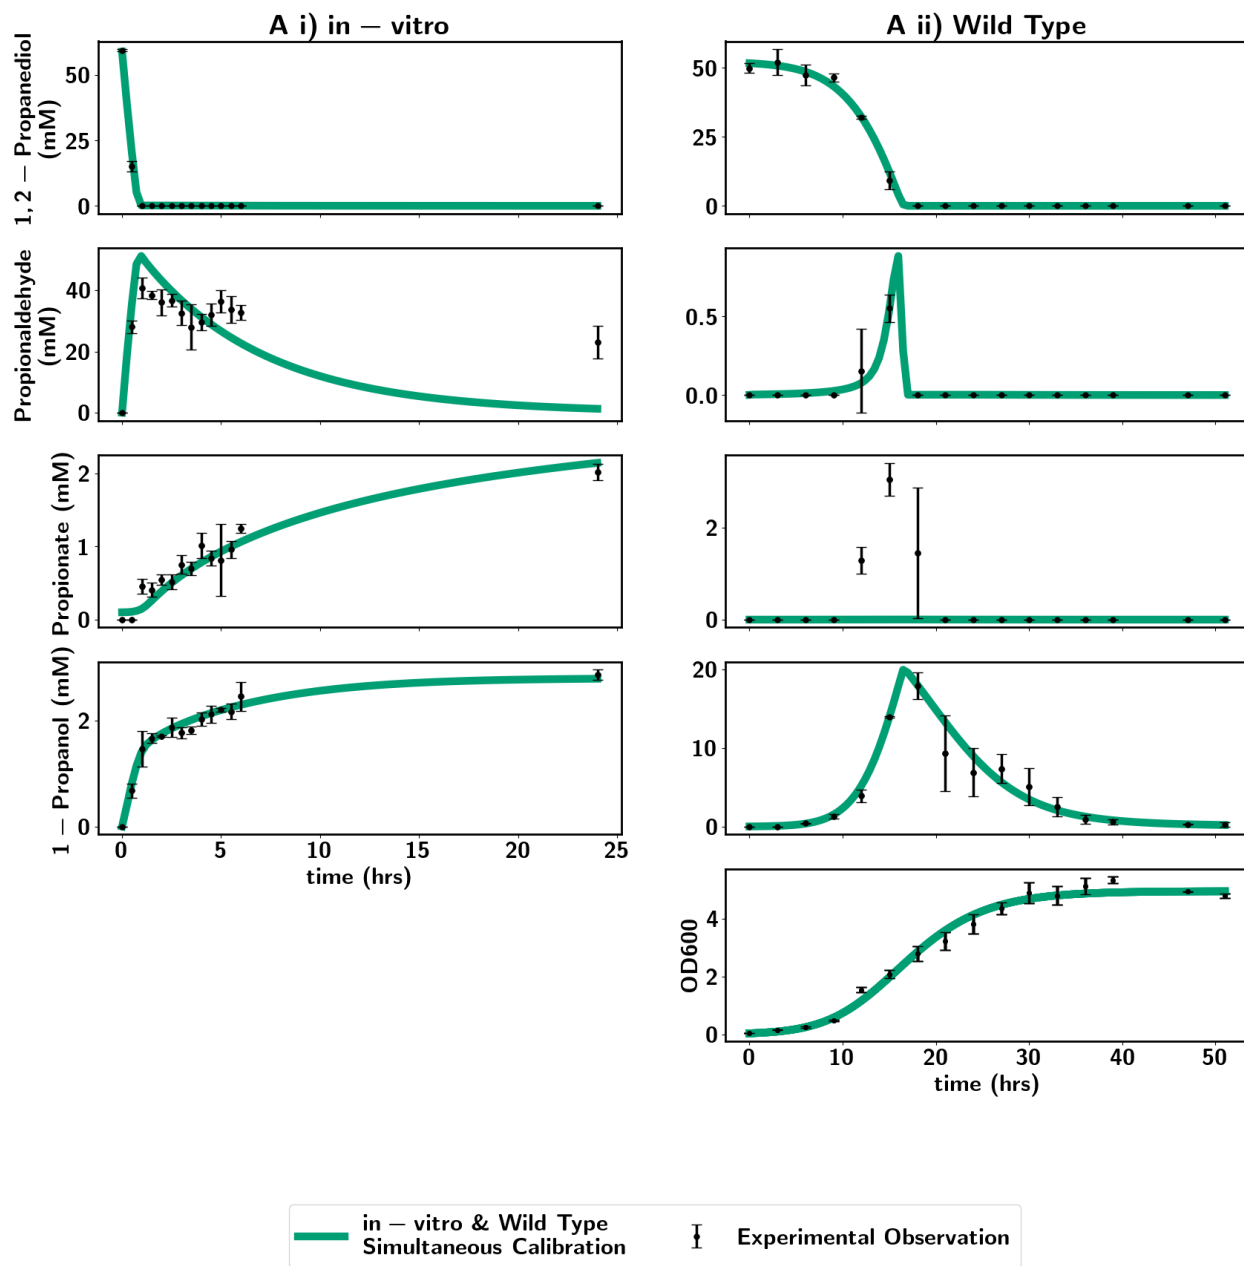 A i) in − vitro
A ii) Wild Type
1, 2 − Propanediol
(mM)
50
25
0
50
25
0
Propionaldehyde
(mM)
40
20
0
0.5
0.0
Propionate (mM)
2
1
0
2
0
1 − Propanol (mM)
2
0
0 5 10 15 20 25
time (hrs)
20
10
0
OD600
4
2
0
0 10 20 30 40 50
time (hrs)
in − vitro & Wild Type
Simultaneous Calibration
Experimental Observation